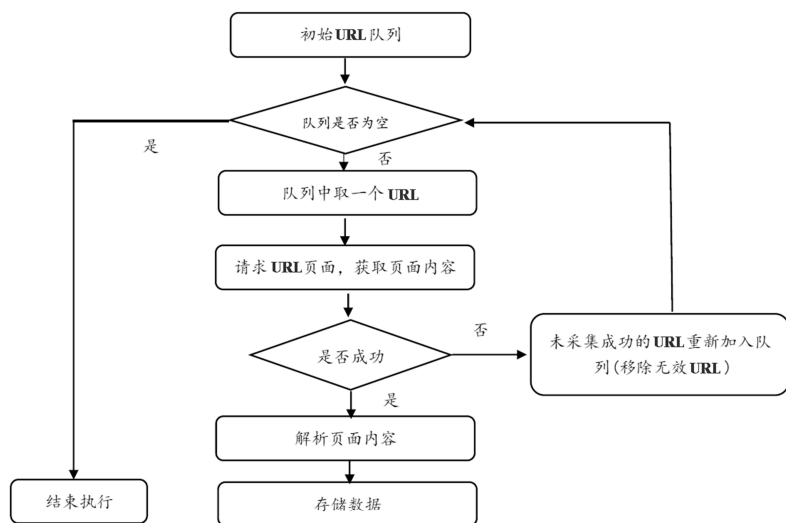 初始URL队列
队列是否为空
是
否
队列中取一个 URL
请求 URL页面，获取页面内容
是否成功
否
未采集成功的URL重新加入队
列(移除无效URL）
是
解析页面内容
结束执行
存储数据